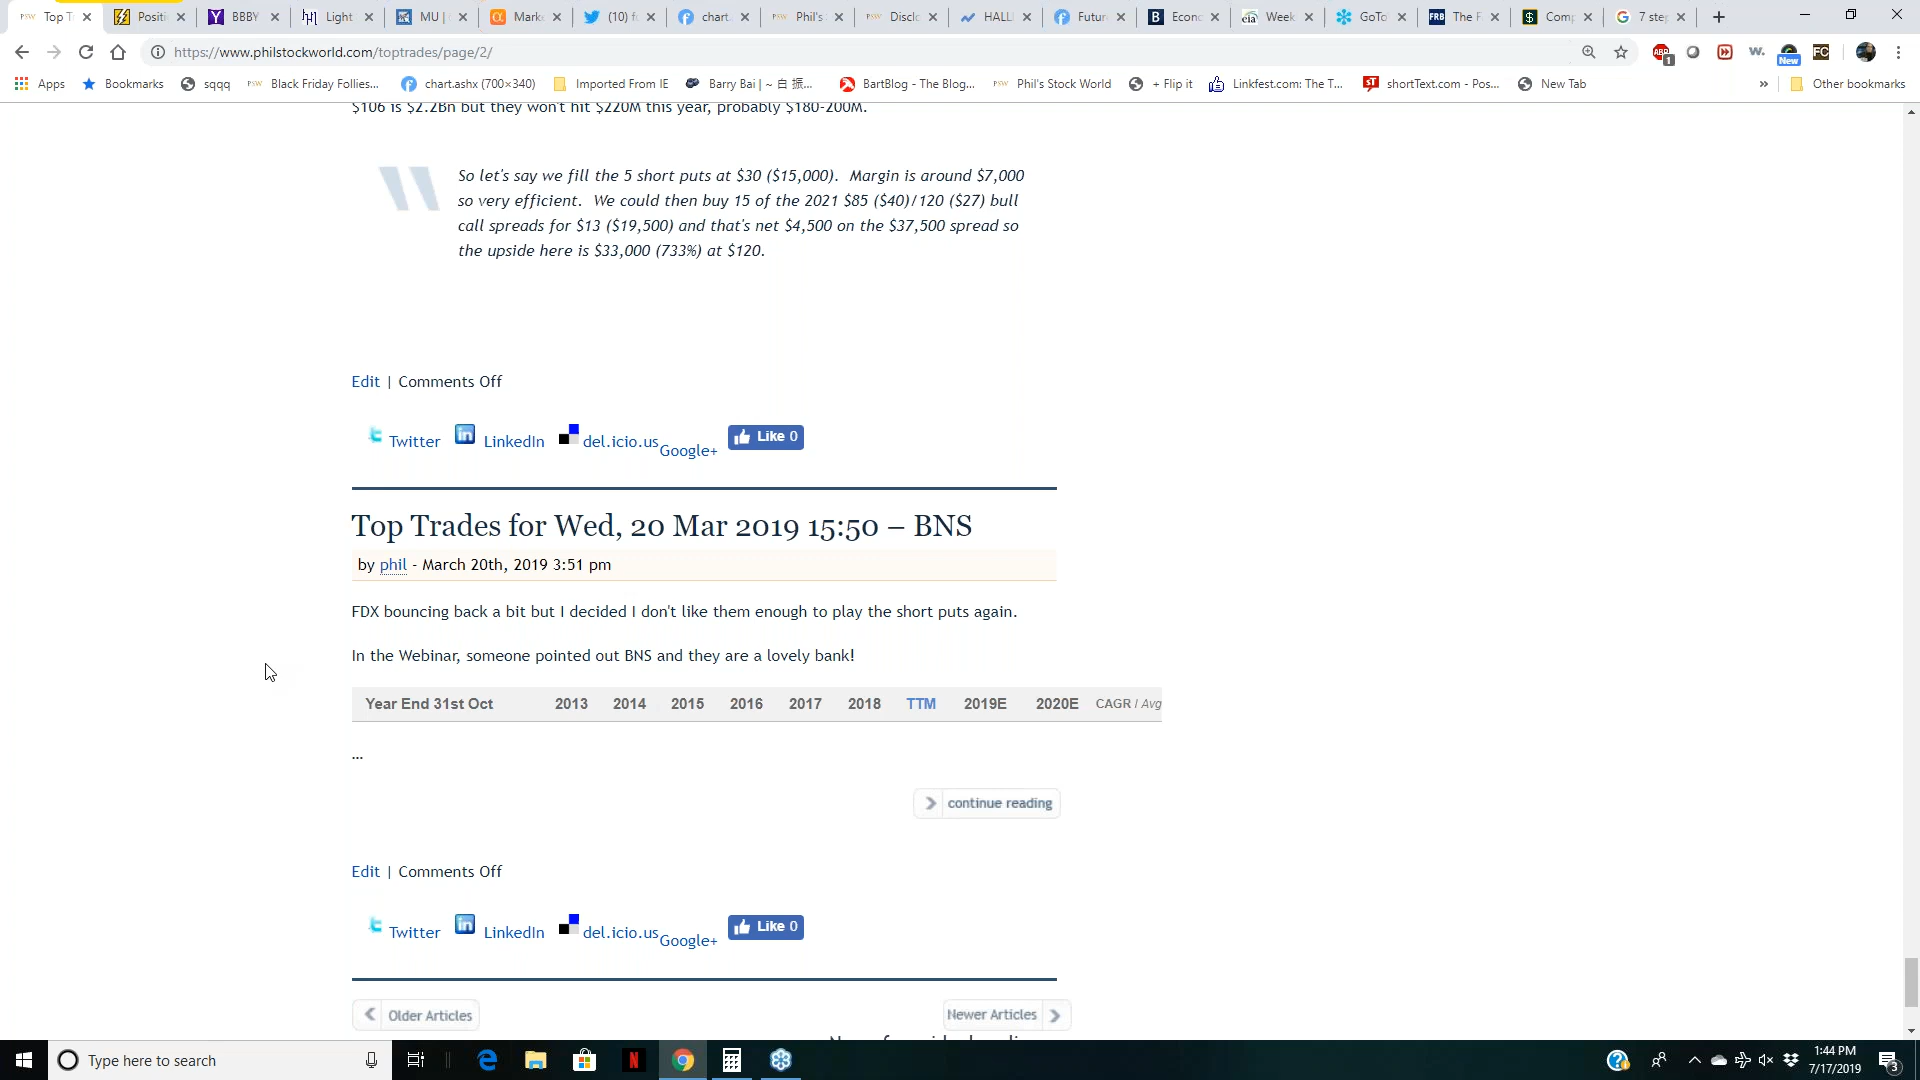 Top T
Positi
BBBY
Light
MU |
Mark
(10) f
chart.
Phil's
Disclo
HALL
Futur
Econ
Week
GoTo
The F
Comp
7 step
https://www.philstockworld.com/toptrades/page/2/
Apps
Bookmarks
sqqq
Black Friday Follies...
chart.ashx (700×340)
Imported From IE
Barry Bai | ~ 白 振...
BartBlog - The Blog...
Phil's Stock World
+ Flip it
Linkfest.com: The T...
shortText.com - Pos...
New Tab
»
Other bookmarks
$106 is $2.2Bn but they won't hit $220M this year, probably $180-200M.
So let's say we fill the 5 short puts at $30 ($15,000). Margin is around $7,000
so very efficient. We could then buy 15 of the 2021 $85 ($40)/120 ($27) bull
call spreads for $13 ($19,500) and that's net $4,500 on the $37,500 spread so
the upside here is $33,000 (733%) at $120.
Edit | Comments Off
Twitter LinkedIn del.icio.us Google+ Like 0
Top Trades for Wed, 20 Mar 2019 15:50 – BNS
by phil - March 20th, 2019 3:51 pm
FDX bouncing back a bit but I decided I don't like them enough to play the short puts again.
In the Webinar, someone pointed out BNS and they are a lovely bank!
Year End 31st Oct 2013 2014 2015 2016 2017 2018 TTM 2019E 2020E CAGR / Avg
...
continue reading
Edit | Comments Off
Twitter LinkedIn del.icio.us Google+ Like 0
Older Articles
Newer Articles
Type here to search
1:44 PM
7/17/2019
3